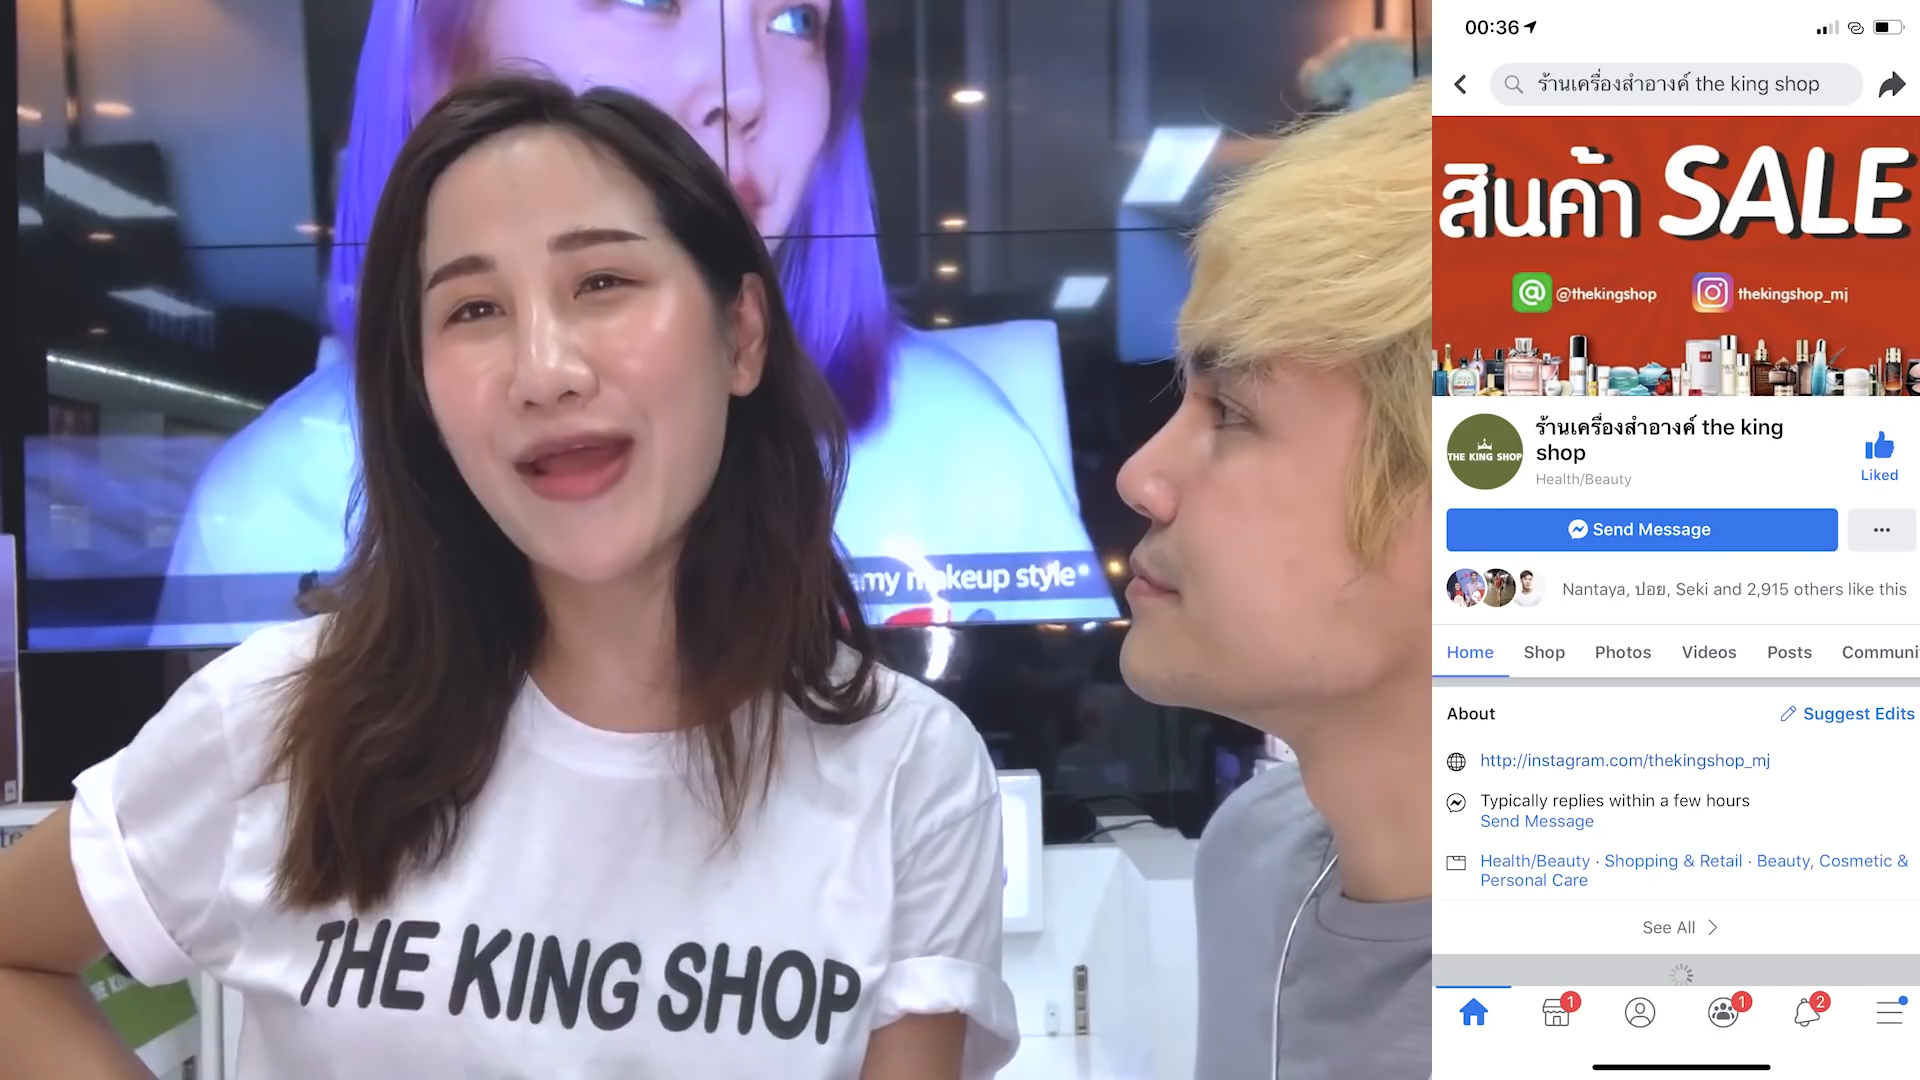 my makeup style*
THE KING SHOP
00:36
ร้านเครื่องสำอางค์ the king shop
สินค้า SALE
@thekingshop
thekingshop_mj
THE KING SHOP
ร้านเครื่องสำอางค์ the king
shop
Health/Beauty
Liked
Send Message
Nantaya, ปอย, Seki and 2,915 others like this
Home
Shop
Photos
Videos
Posts
Communi
About
Suggest Edits
http://instagram.com/thekingshop_mj
Typically replies within a few hours
Send Message
Health/Beauty · Shopping & Retail · Beauty, Cosmetic &
Personal Care
See All
1
1
2